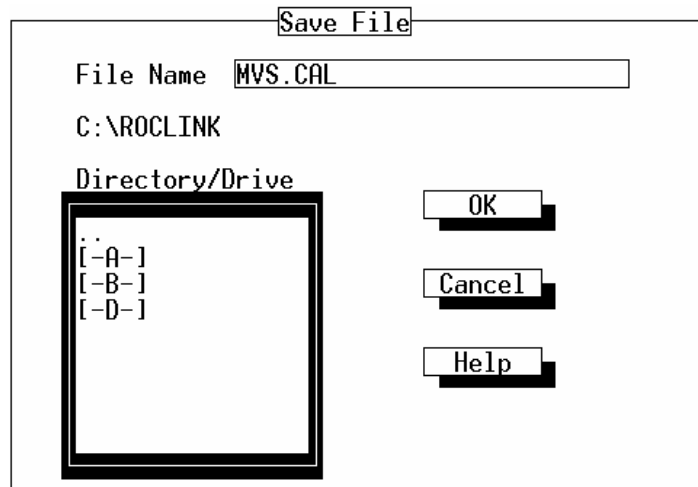 Save File
File Name MVS.CAL
C:\ROCLINK
Directory/Drive
..
[-A-]
[-B-]
[-D-]
OK
Cancel
Help